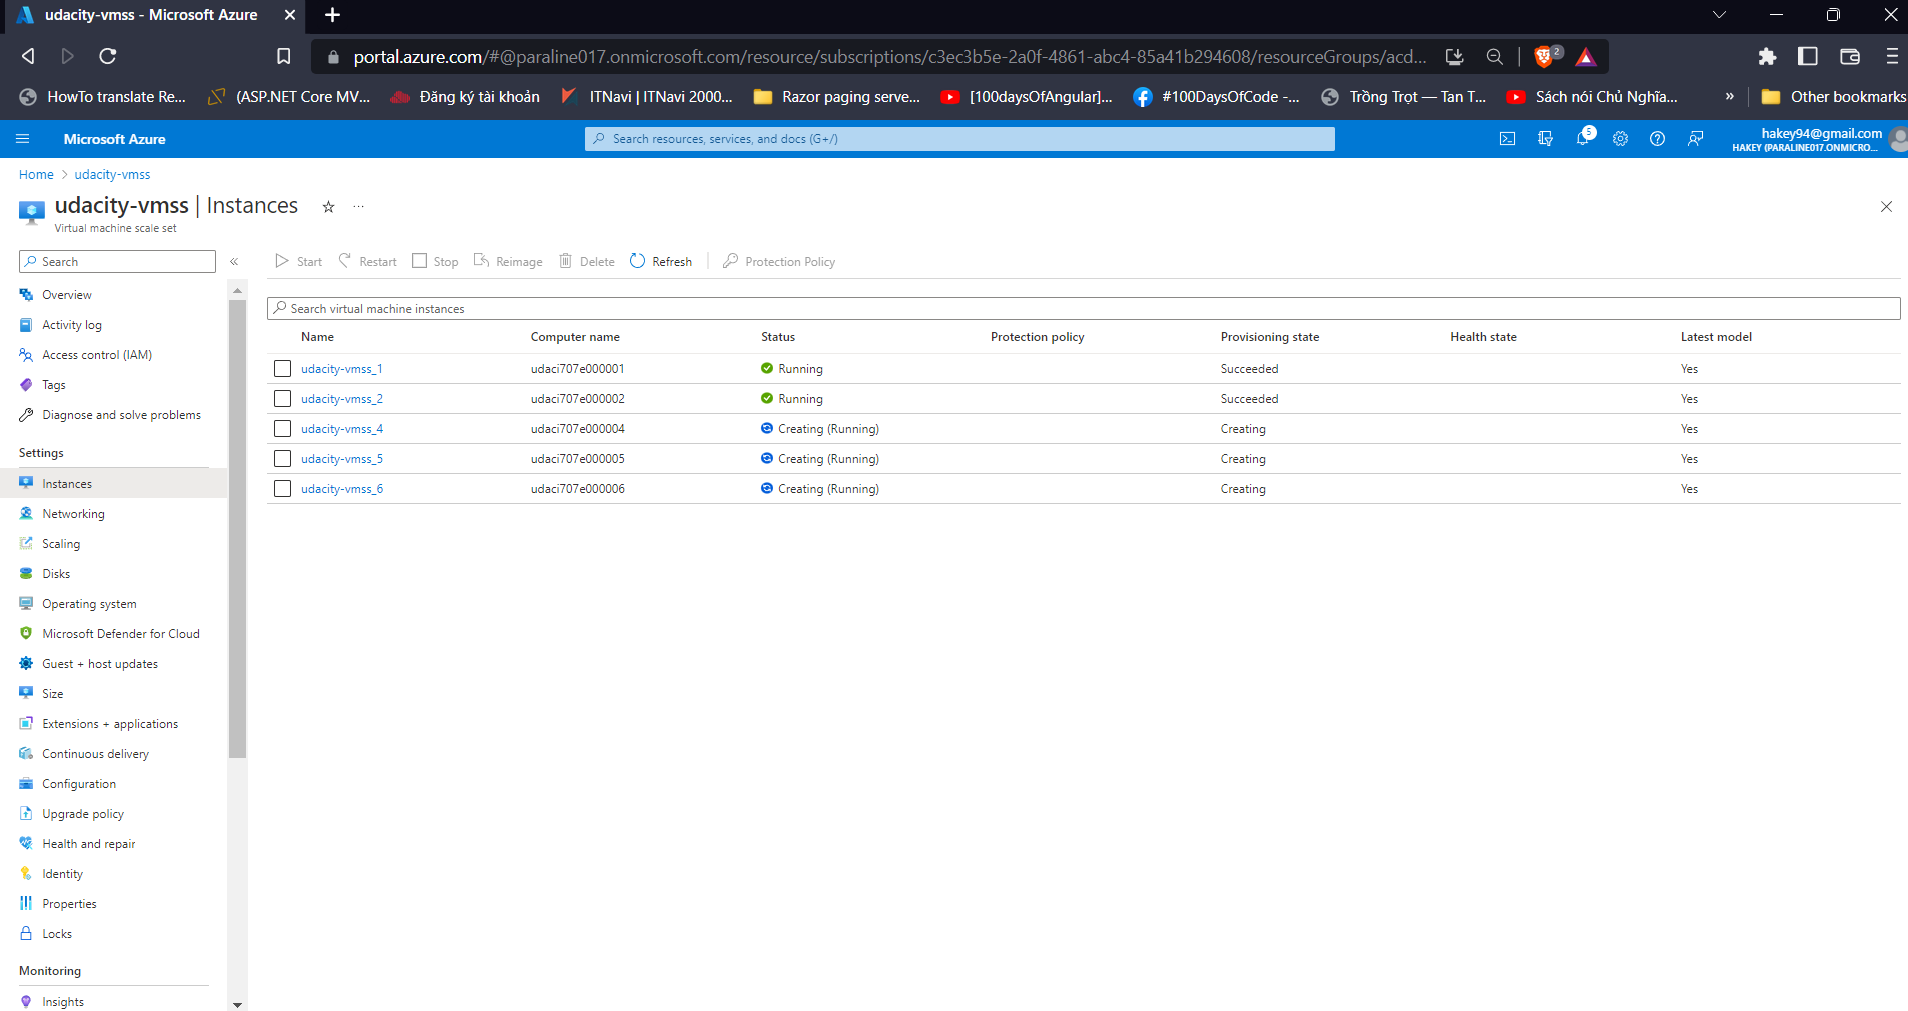 udacity-vmss - Microsoft Azure
portal.azure.com/#@paraline017.onmicrosoft.com/resource/subscriptions/c3ec3b5e-2a0f-4861-abc4-85a41b294608/resourceGroups/acd...
2
HowTo translate Re... (ASP.NET Core MV... Đăng ký tài khoản ITNavi | ITNavi 2000... Razor paging serve... [100daysOfAngular]... #100DaysOfCode -... Trồng Trọt — Tan T... Sách nói Chủ Nghĩa... » Other bookmarks
Microsoft Azure
Search resources, services, and docs (G+/)
5
hakey94@gmail.com
HAKEY (PARALINE017.ONMICRO...
Home > udacity-vmss
udacity-vmss | Instances ...
Virtual machine scale set
Search «
Start Restart Stop Reimage Delete Refresh Protection Policy
Overview
Activity log
Access control (IAM)
Tags
Diagnose and solve problems
Settings
Instances
Networking
Scaling
Disks
Operating system
Microsoft Defender for Cloud
Guest + host updates
Size
Extensions + applications
Continuous delivery
Configuration
Upgrade policy
Health and repair
Identity
Properties
Locks
Monitoring
Insights
Search virtual machine instances
Name Computer name Status Protection policy Provisioning state Health state Latest model
udacity-vmss_1 udaci707e000001 Running Succeeded Yes
udacity-vmss_2 udaci707e000002 Running Succeeded Yes
udacity-vmss_4 udaci707e000004 Creating (Running) Creating Yes
udacity-vmss_5 udaci707e000005 Creating (Running) Creating Yes
udacity-vmss_6 udaci707e000006 Creating (Running) Creating Yes